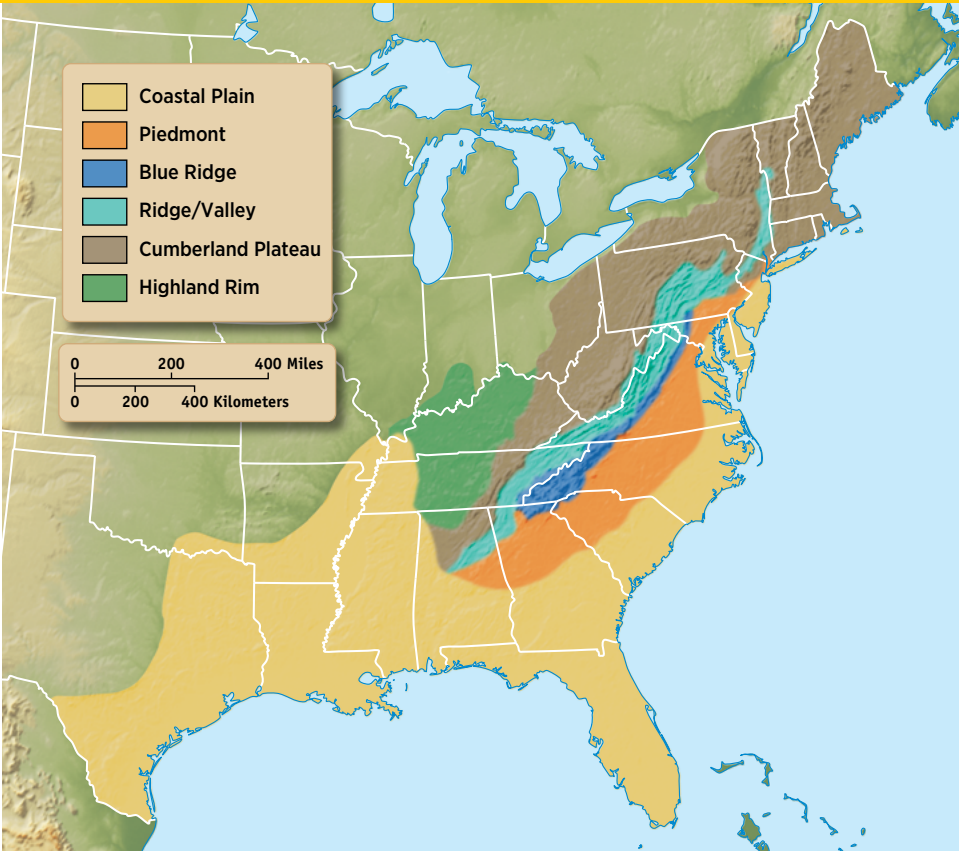 Coastal Plain
Piedmont
Blue Ridge
Ridge/Valley
Cumberland Plateau
Highland Rim
0 200 400 Miles
0 200 400 Kilometers